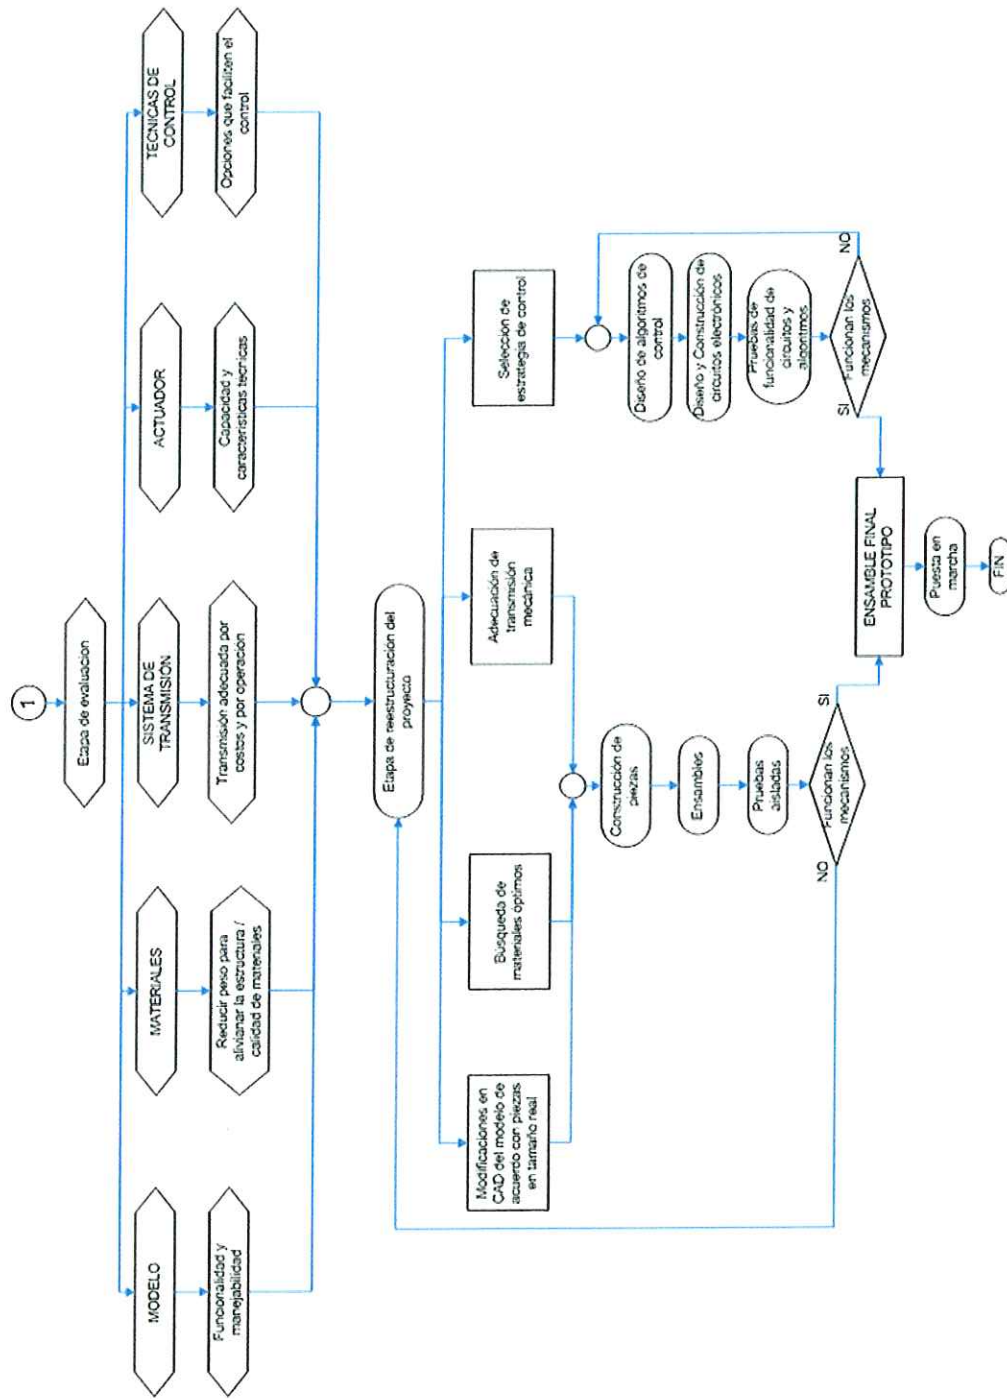 1
Etapa de evaluacion
MODELO
MATERIALES
SISTEMA DE
TRANSMISIÓN
ACTUADOR
TECNICAS DE
CONTROL
Funcionalidad y
manejabilidad
Reducir peso para
alivianar la estructura /
calidad de materiales
Transmisión adecuada por
costos y por operación
Capacidad y
características tecnicas
Opciones que faciliten el
control
Etapa de reestructuración del
proyecto
Modificaciones en
CAD del modelo de
acuerdo con piezas
en tamaño real
Búsqueda de
materiales óptimos
Adecuación de
transmisión
mecánica
Seleccion de
estrategia de control
Construcción de
piezas
Ensambles
Pruebas
aisladas
Funcionan los
mecanismos
NO
SI
Diseño de algoritmos de
control
Diseño y Construcción de
circuitos electrónicos
Pruebas de
funcionalidad de
circuitos y
algoritmos
Funcionan los
mecanismos
SI
NO
ENSAMBLE FINAL
PROTOTIPO
Puesta en
marcha
FIN